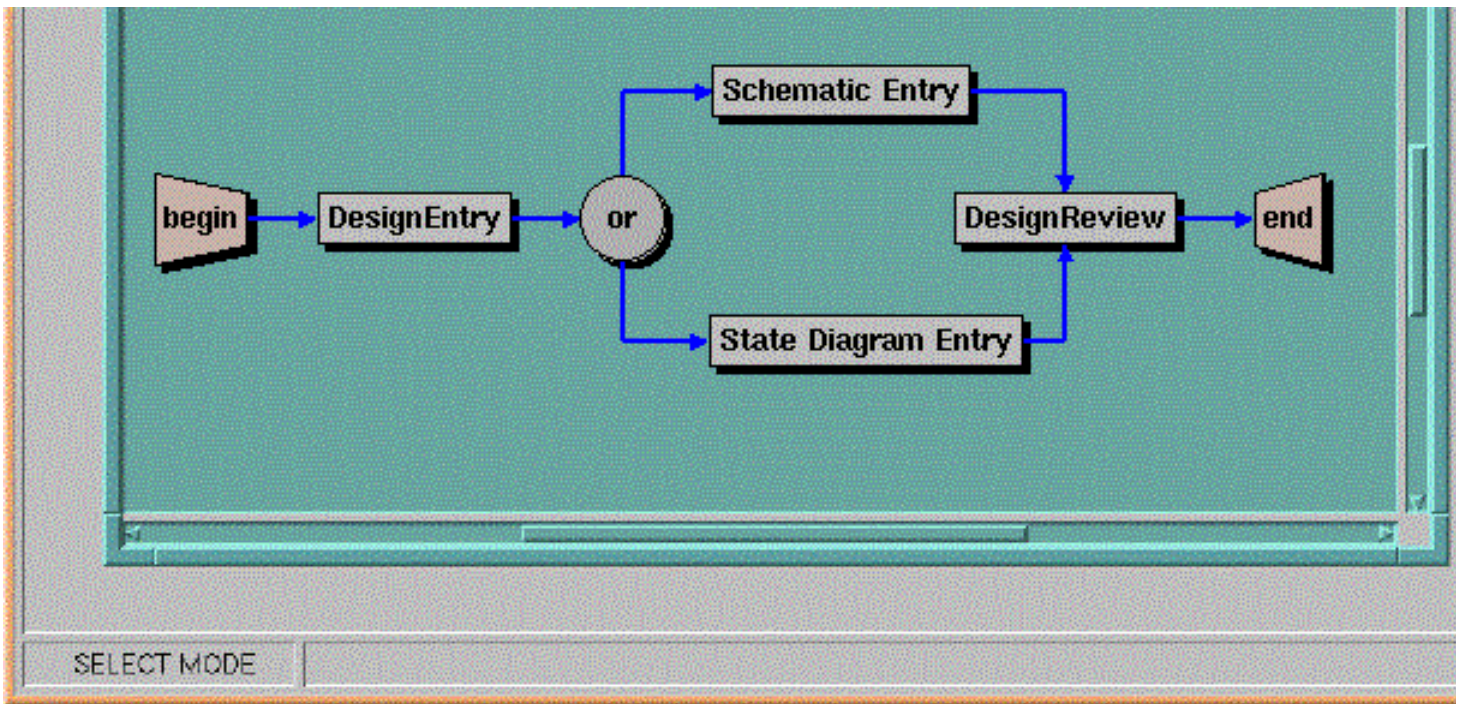 Schematic Entry
begin
DesignEntry
or
DesignReview
end
State Diagram Entry
SELECT MODE